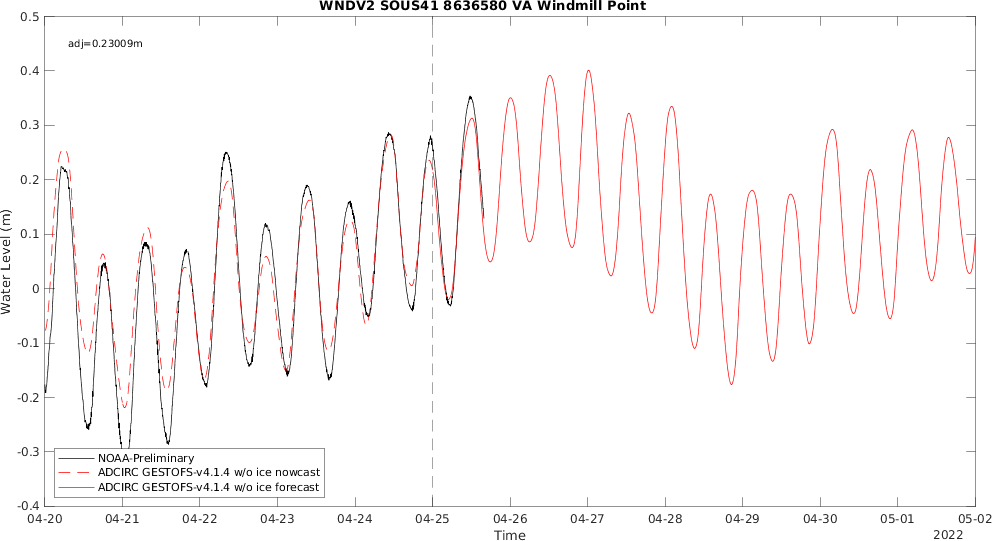 WNDV2 SOUS41 8636580 VA Windmill Point
adj=0.23009m
0.5
0.4
0.3
0.2
0.1
0
-0.1
-0.2
-0.3
-0.4
Water Level (m)
NOAA-Preliminary
ADCIRC GESTOFS-v4.1.4 w/o ice nowcast
ADCIRC GESTOFS-v4.1.4 w/o ice forecast
04-20 04-21 04-22 04-23 04-24 04-25 04-26 04-27 04-28 04-29 04-30 05-01 05-02
Time
2022